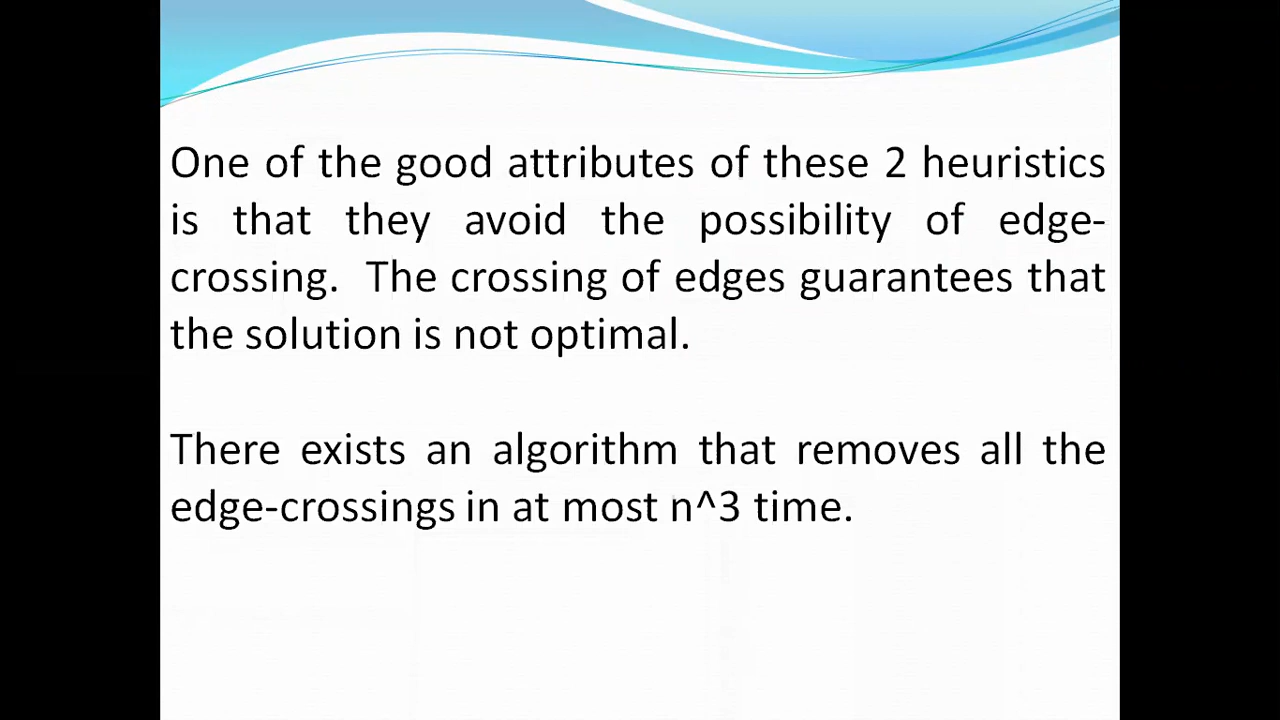 One of the good attributes of these 2 heuristics
is that they avoid the possibility of edge-
crossing.  The crossing of edges guarantees that
the solution is not optimal.
There exists an algorithm that removes all the
edge-crossings in at most n^3 time.